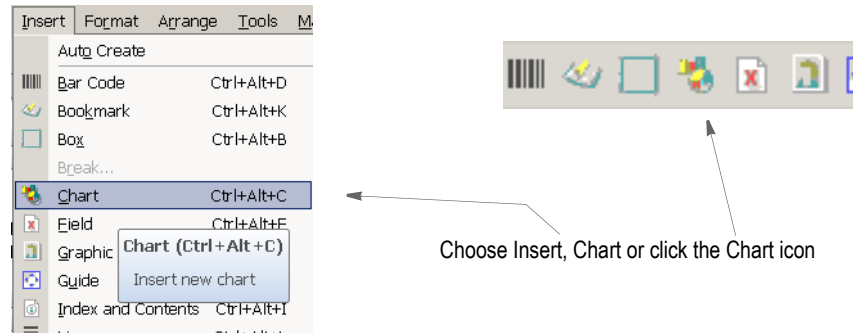 Insert Format Arrange Tools
Auto Create
Bar Code Ctrl+Alt+D
Bookmark Ctrl+Alt+K
Box Ctrl+Alt+B
Break...
Chart Ctrl+Alt+C
Field Ctrl+Alt+F
Graphic
Chart (Ctrl+Alt+C)
Guide
Insert new chart
Index and Contents Ctrl+Alt+I
Choose Insert, Chart or click the Chart icon